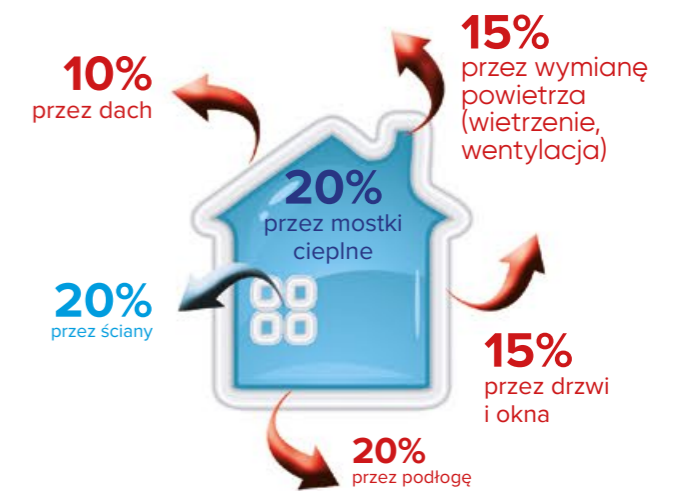 15%
przez wymianę
powietrza
(wietrzenie,
wentylacja)
10%
przez dach
20%
przez mostki
cieplne
20%
przez ściany
15%
przez drzwi
i okna
20%
przez podłogę